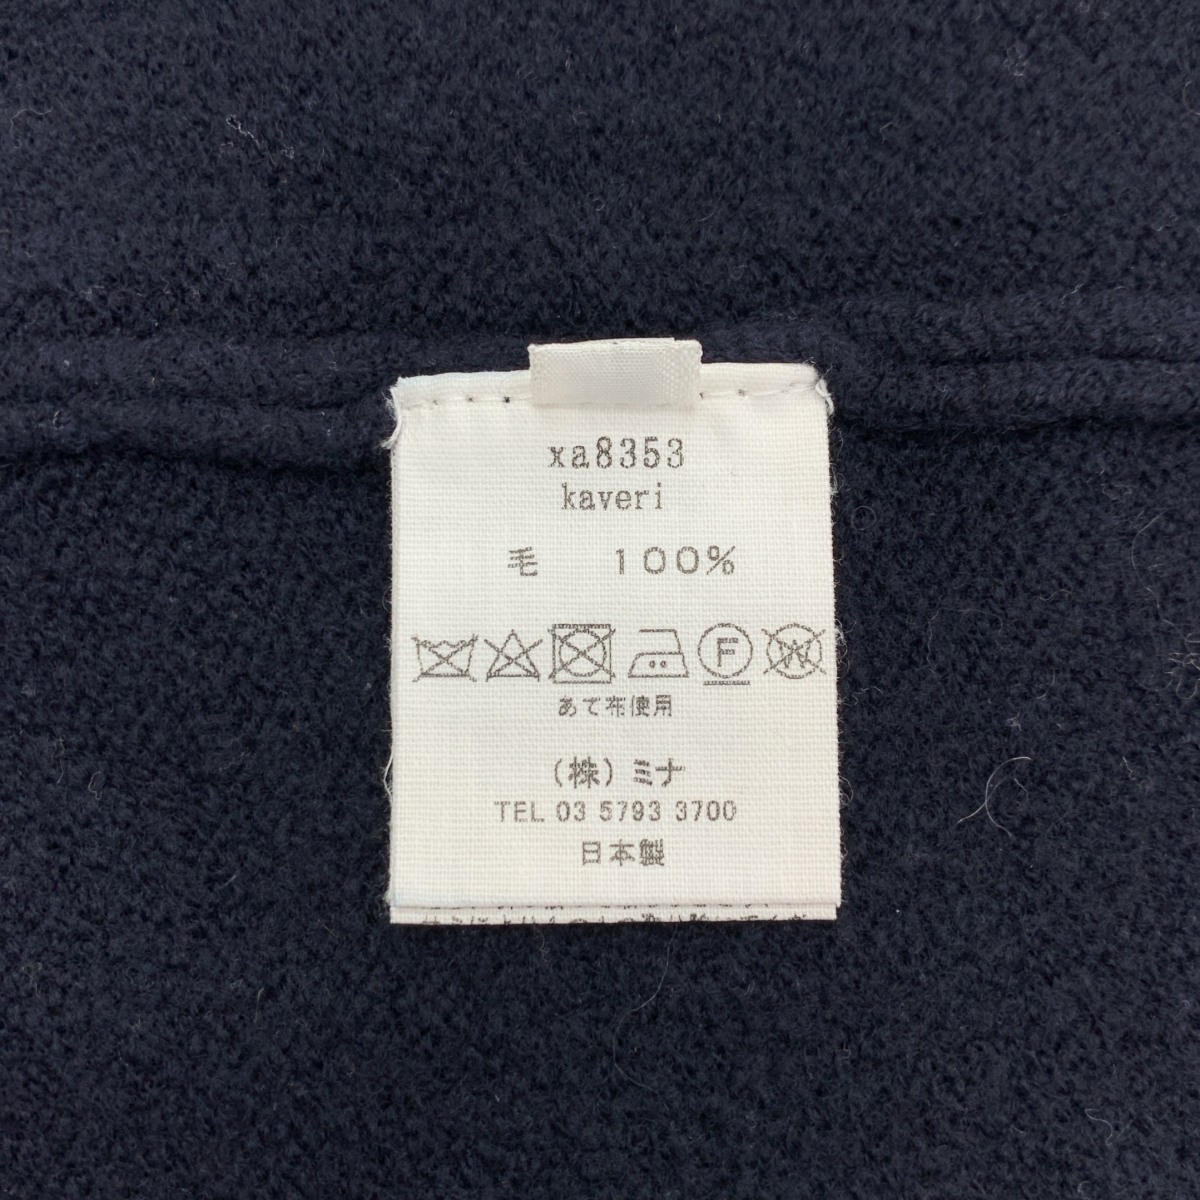 xa8353
kaveri
毛 100%
F W
あて布使用
(株)ミナ
TEL 03 5793 3700
日本製